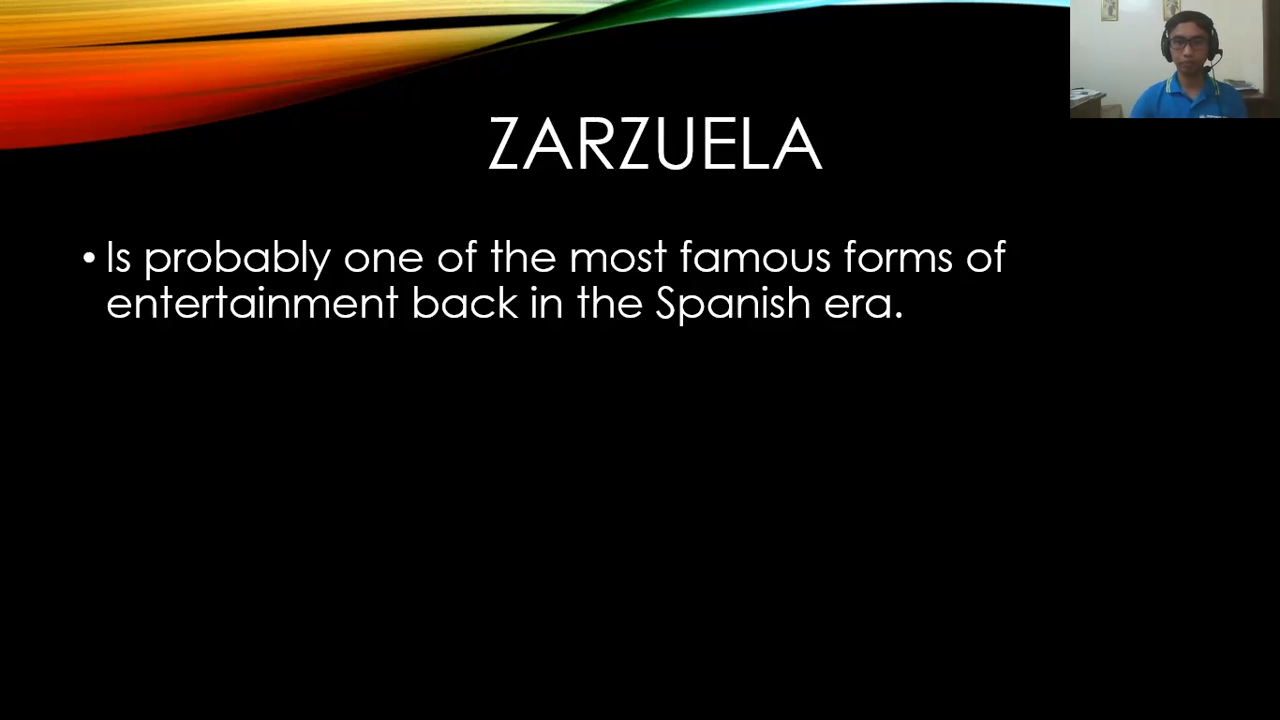 ZARZUELA
• Is probably one of the most famous forms of
entertainment back in the Spanish era.